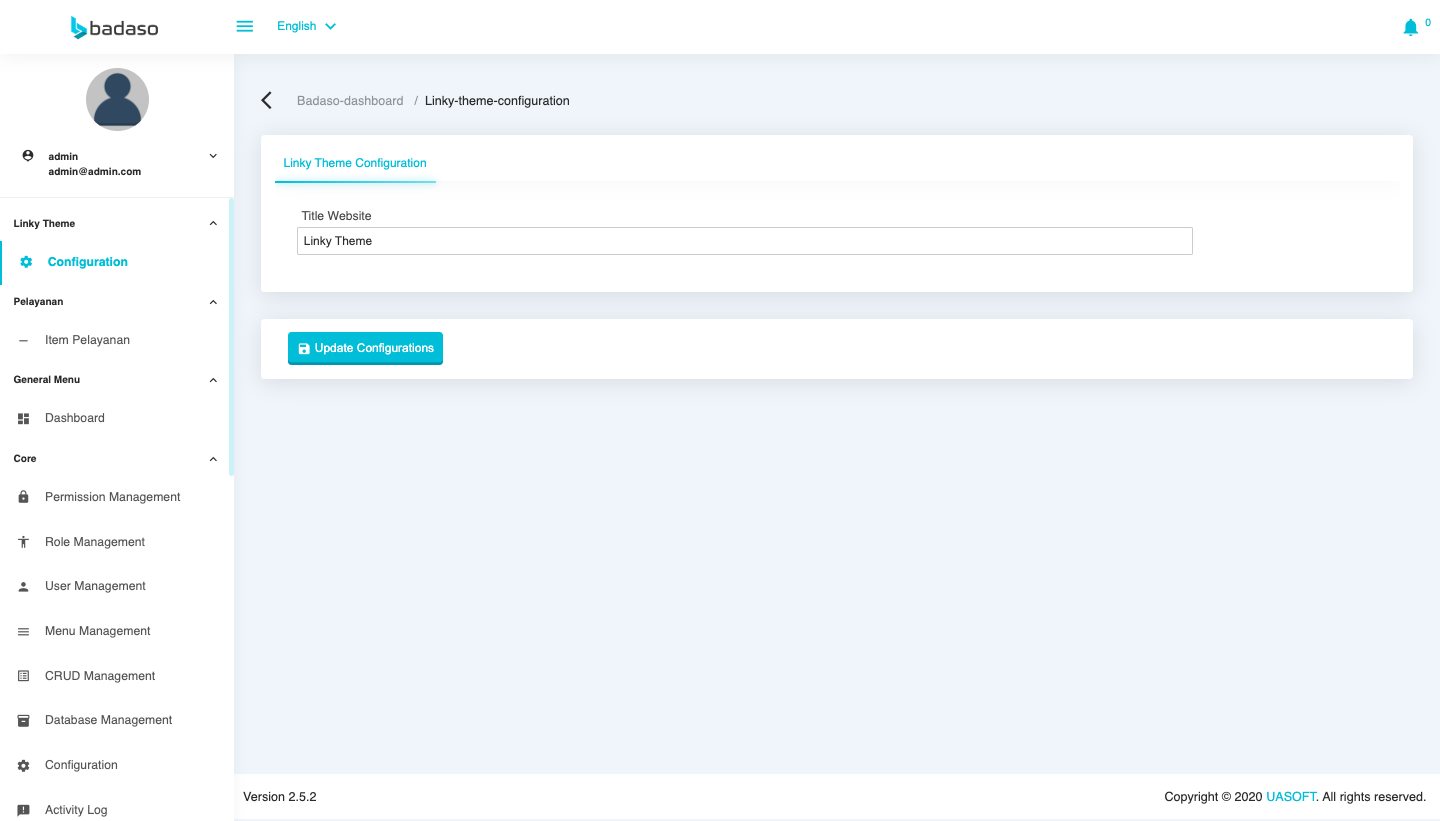 badaso
English
0
admin
admin@admin.com
Linky Theme
Configuration
Pelayanan
Item Pelayanan
General Menu
Dashboard
Core
Permission Management
Role Management
User Management
Menu Management
CRUD Management
Database Management
Configuration
Activity Log
Badaso-dashboard / Linky-theme-configuration
Linky Theme Configuration
Title Website
Linky Theme
Update Configurations
Version 2.5.2
Copyright © 2020 UASOFT. All rights reserved.